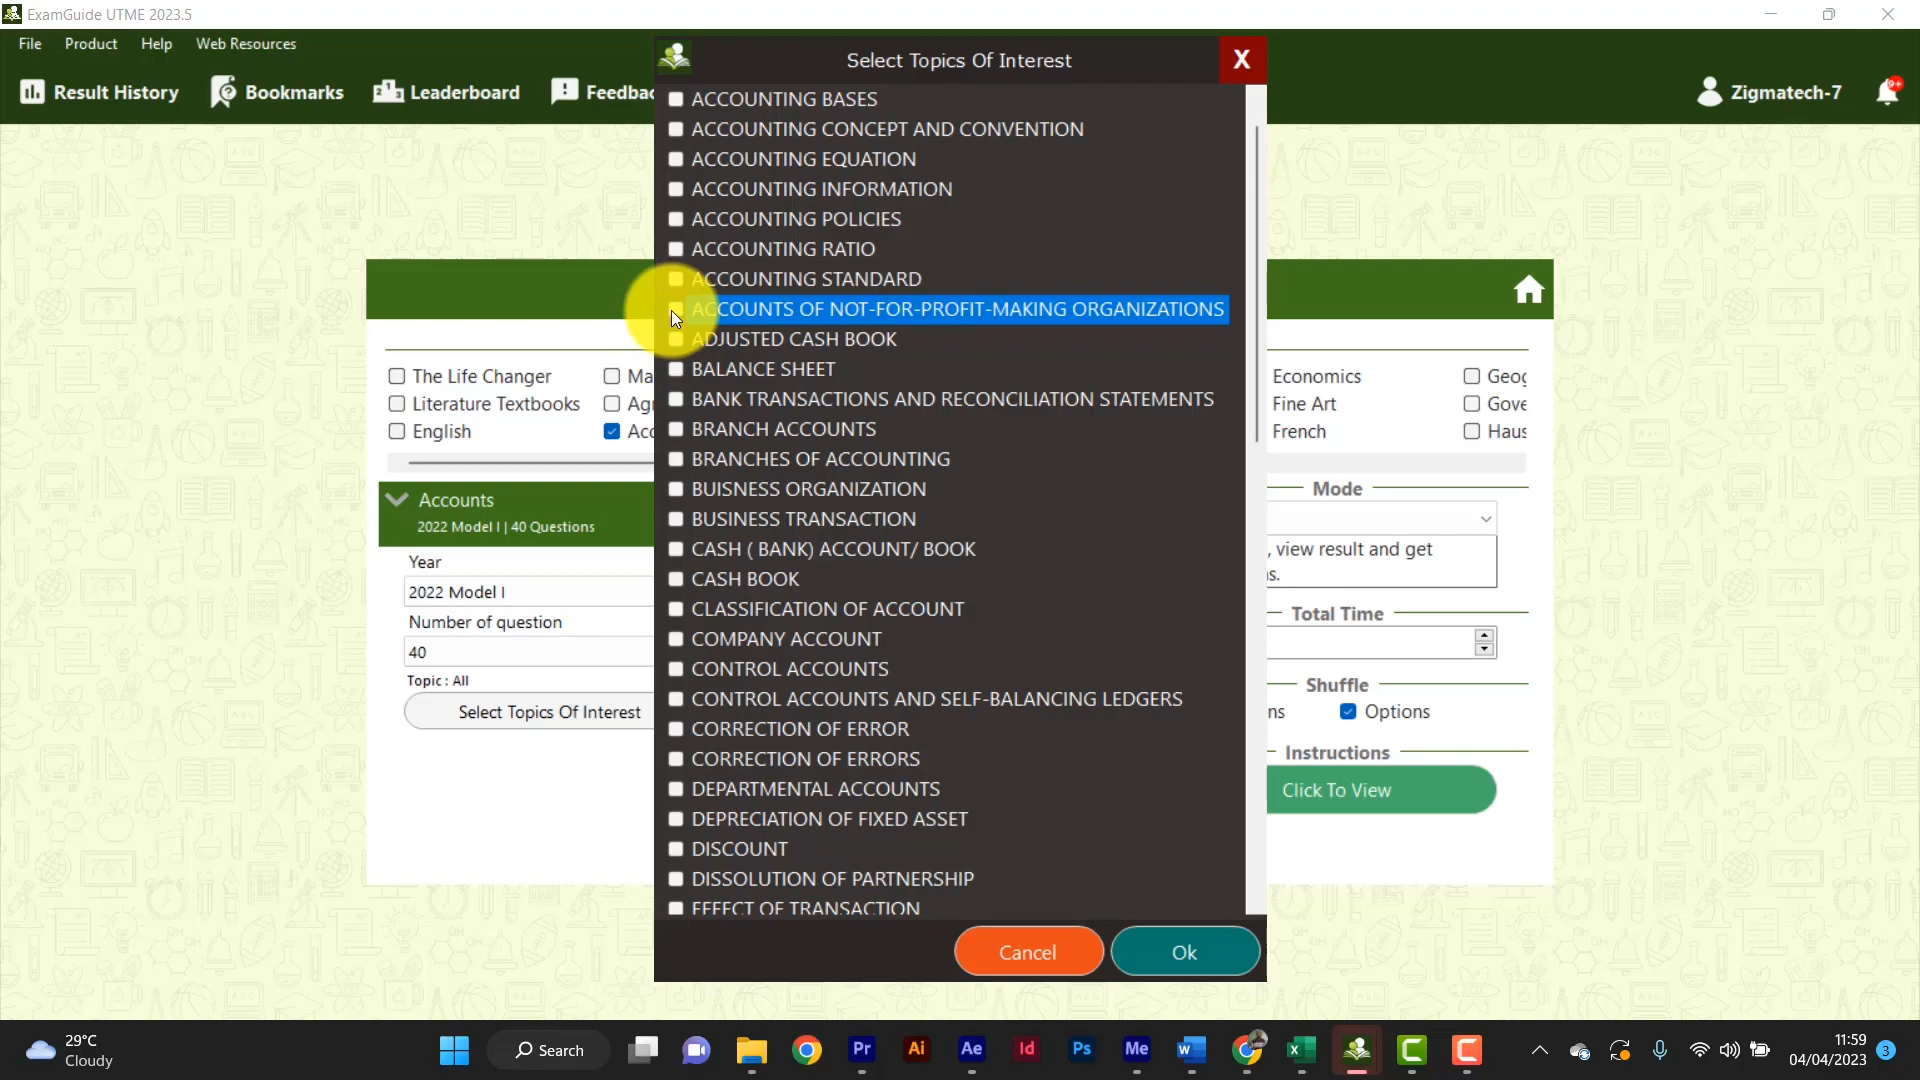 ExamGuide UTME 2023.5
File Product Help Web Resources
Result History Bookmarks Leaderboard Zigmatech-7 9+
Select Topics Of Interest X
ACCOUNTING BASES
ACCOUNTING CONCEPT AND CONVENTION
ACCOUNTING EQUATION
ACCOUNTING INFORMATION
ACCOUNTING POLICIES
ACCOUNTING RATIO
ACCOUNTING STANDARD
ACCOUNTS OF NOT-FOR-PROFIT-MAKING ORGANIZATIONS
ADJUSTED CASH BOOK
BALANCE SHEET
BANK TRANSACTIONS AND RECONCILIATION STATEMENTS
BRANCH ACCOUNTS
BRANCHES OF ACCOUNTING
BUISNESS ORGANIZATION
BUSINESS TRANSACTION
CASH ( BANK) ACCOUNT/ BOOK
CASH BOOK
CLASSIFICATION OF ACCOUNT
COMPANY ACCOUNT
CONTROL ACCOUNTS
CONTROL ACCOUNTS AND SELF-BALANCING LEDGERS
CORRECTION OF ERROR
CORRECTION OF ERRORS
DEPARTMENTAL ACCOUNTS
DEPRECIATION OF FIXED ASSET
DISCOUNT
DISSOLUTION OF PARTNERSHIP
EFFECT OF TRANSACTION
Cancel Ok
The Life Changer Ma
Literature Textbooks Ag
English Acc
Accounts
2022 Model I | 40 Questions
Year
2022 Model I
Number of question
40
Topic : All
Select Topics Of Interest
Economics Geog
Fine Art Gove
French Haus
Mode
, view result and get
s.
Total Time
Shuffle
ns Options
Instructions
Click To View
29°C
Cloudy
Search
Pr Ai Ae Id Ps Me W X C C
11:59
04/04/2023 3